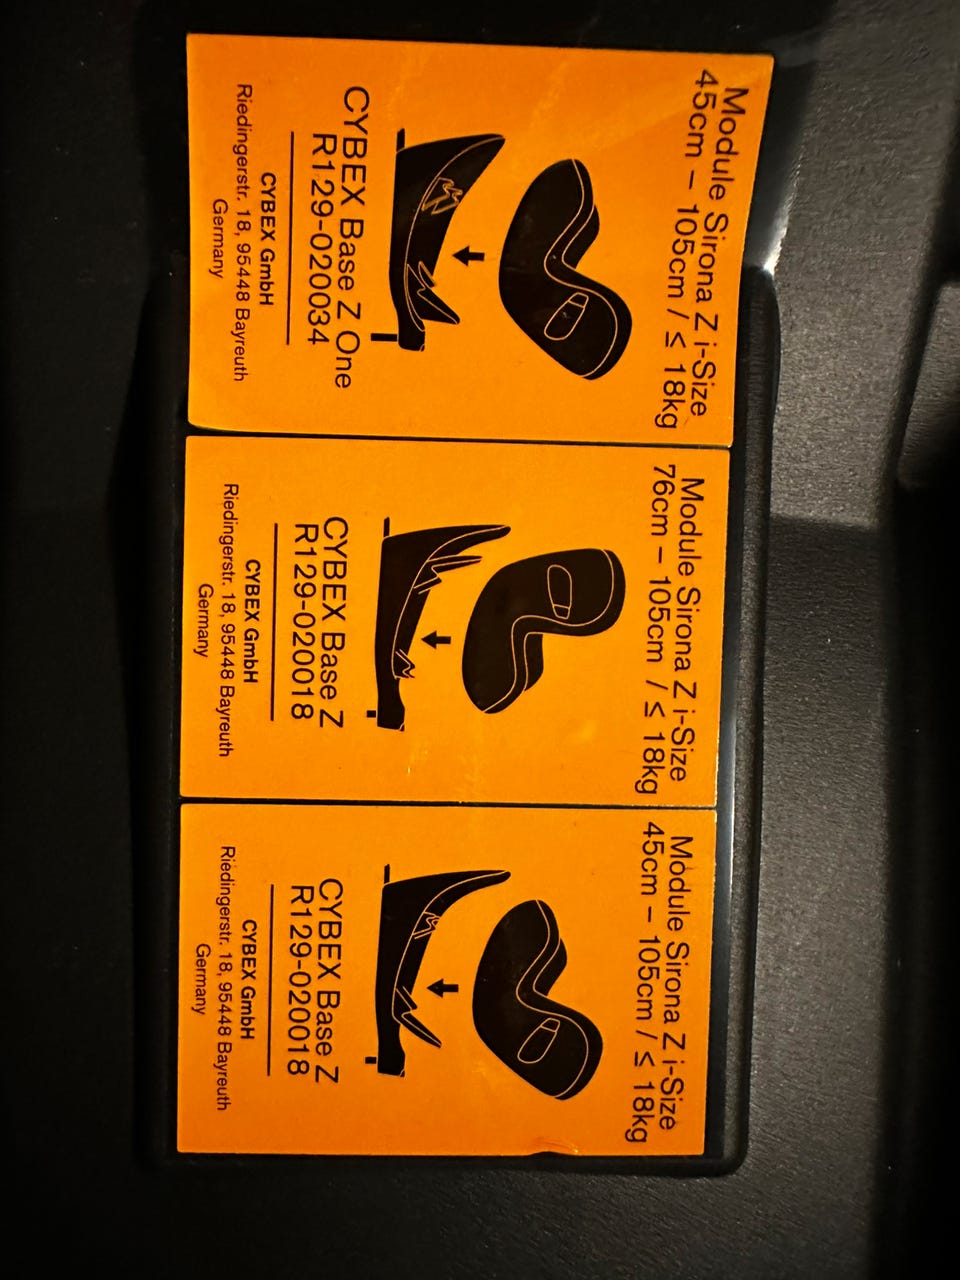 Module Sirona Z i-Size
45cm – 105cm / ≤ 18kg
CYBEX Base Z One
R129-020034
CYBEX GmbH
Riedingerstr. 18, 95448 Bayreuth
Germany
Module Sirona Z i-Size
76cm – 105cm / ≤ 18kg
CYBEX Base Z
R129-020018
CYBEX GmbH
Riedingerstr. 18, 95448 Bayreuth
Germany
Module Sirona Z i-Size
45cm – 105cm / ≤ 18kg
CYBEX Base Z
R129-020018
CYBEX GmbH
Riedingerstr. 18, 95448 Bayreuth
Germany